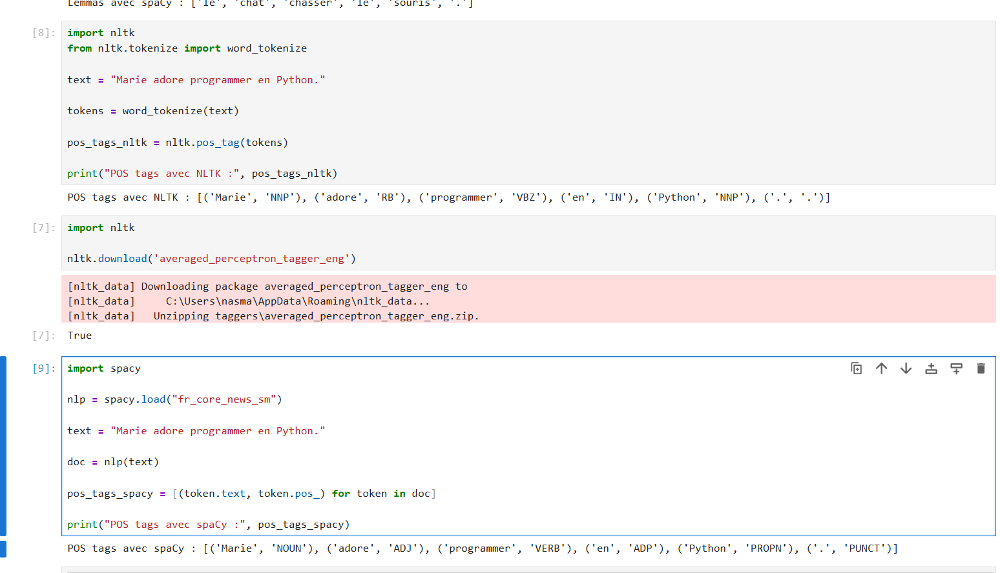 Lemmas avec spaCy : ['le', 'chat', 'chasser', 'le', 'souris', '.']
[8]: import nltk
from nltk.tokenize import word_tokenize
text = "Marie adore programmer en Python."
tokens = word_tokenize(text)
pos_tags_nltk = nltk.pos_tag(tokens)
print("POS tags avec NLTK :", pos_tags_nltk)
POS tags avec NLTK : [('Marie', 'NNP'), ('adore', 'RB'), ('programmer', 'VBZ'), ('en', 'IN'), ('Python', 'NNP'), ('.', '.')]
[7]: import nltk
nltk.download('averaged_perceptron_tagger_eng')
[nltk_data] Downloading package averaged_perceptron_tagger_eng to
[nltk_data]     C:\Users\nasma\AppData\Roaming\nltk_data...
[nltk_data]   Unzipping taggers\averaged_perceptron_tagger_eng.zip.
[7]: True
[9]: import spacy
nlp = spacy.load("fr_core_news_sm")
text = "Marie adore programmer en Python."
doc = nlp(text)
pos_tags_spacy = [(token.text, token.pos_) for token in doc]
print("POS tags avec spaCy :", pos_tags_spacy)
POS tags avec spaCy : [('Marie', 'NOUN'), ('adore', 'ADJ'), ('programmer', 'VERB'), ('en', 'ADP'), ('Python', 'PROPN'), ('.', 'PUNCT')]